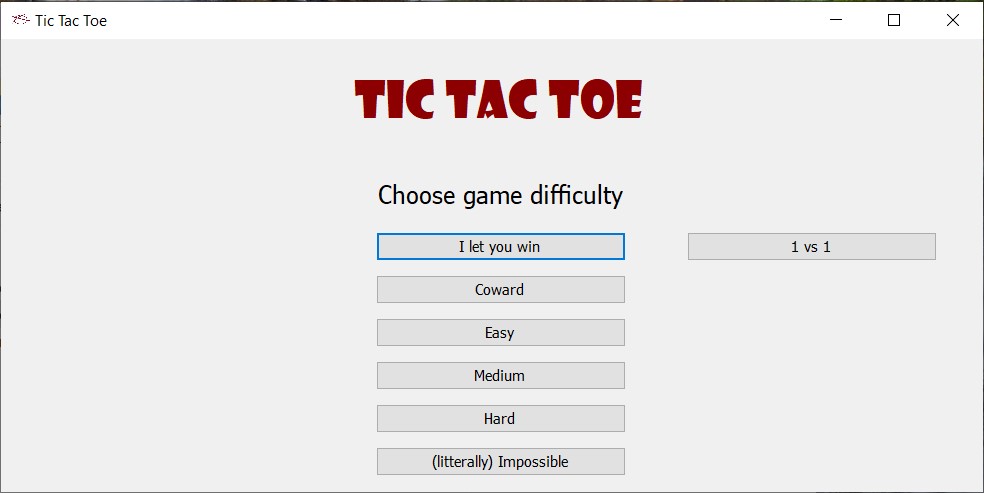 Tic Tac Toe
TIC TAC TOE
Choose game difficulty
I let you win
1 vs 1
Coward
Easy
Medium
Hard
(litterally) Impossible